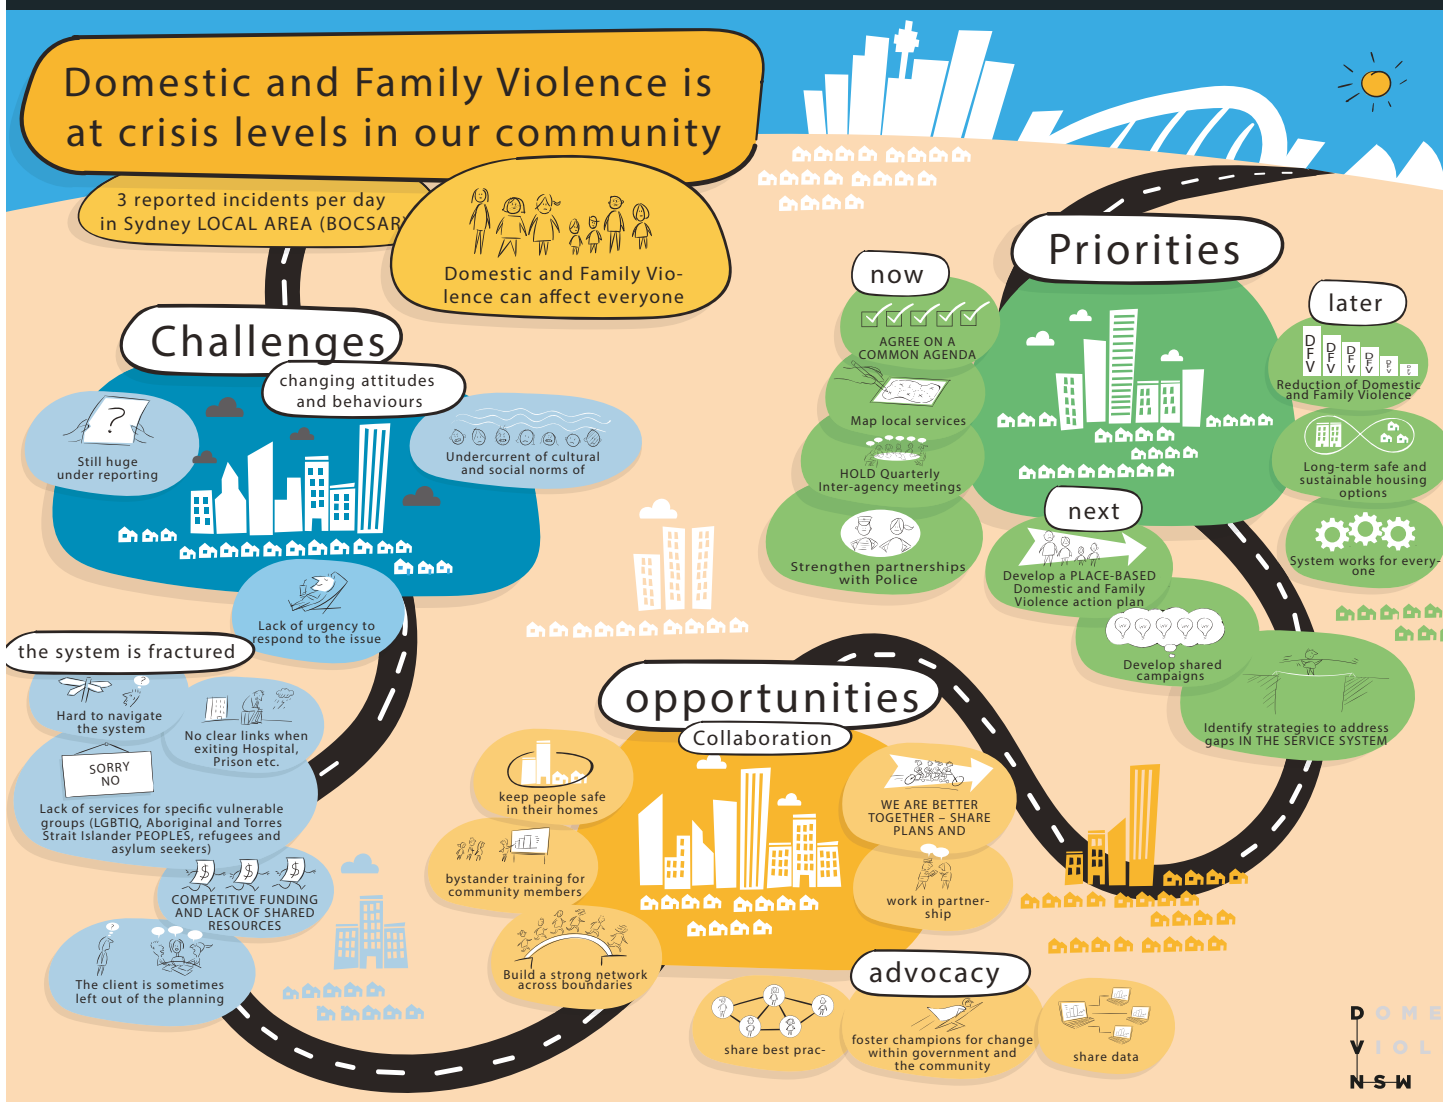 Domestic and Family Violence is
at crisis levels in our community
3 reported incidents per day
in Sydney LOCAL AREA (BOCSAR)
Domestic and Family Vio-
lence can affect everyone
Challenges
changing attitudes
and behaviours
?
Still huge
under reporting
Undercurrent of cultural
and social norms of
Lack of urgency to
respond to the issue
the system is fractured
?
Hard to navigate
the system
No clear links when
exiting Hospital,
Prison etc.
SORRY
NO
Lack of services for specific vulnerable
groups (LGBTIQ, Aboriginal and Torres
Strait Islander PEOPLES, refugees and
asylum seekers)
$ $ $
COMPETITIVE FUNDING
AND LACK OF SHARED
RESOURCES
?
The client is sometimes
left out of the planning
opportunities
Collaboration
keep people safe
in their homes
bystander training for
community members
Build a strong network
across boundaries
WE ARE BETTER
TOGETHER – SHARE
PLANS AND
work in partner-
ship
advocacy
share best prac-
foster champions for change
within government and
the community
share data
Priorities
now
AGREE ON A
COMMON AGENDA
Map local services
HOLD Quarterly
Inter-agency meetings
Strengthen partnerships
with Police
next
Develop a PLACE-BASED
Domestic and Family
Violence action plan
Develop shared
campaigns
Identify strategies to address
gaps IN THE SERVICE SYSTEM
later
DFV DFV DFV DFV DFV DFV
Reduction of Domestic
and Family Violence
Long-term safe and
sustainable housing
options
System works for every-
one
DOME
VIOL
NSW